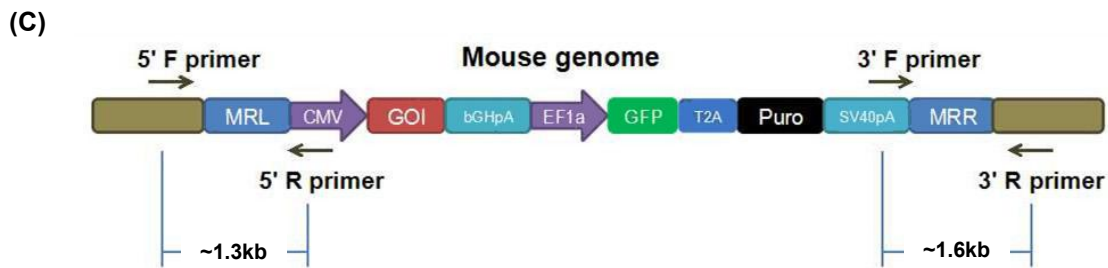 (C)
5' F primer
Mouse genome
3' F primer
MRL
CMV
GOI
bGHpA
EF1a
GFP
T2A
Puro
SV40pA
MRR
5' R primer
3' R primer
~1.3kb
~1.6kb